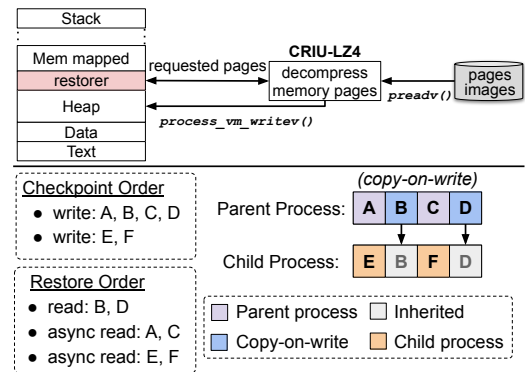 Stack
Mem mapped
restorer
Heap
Data
Text
requested pages
CRIU-LZ4
decompress
memory pages
process_vm_writev()
preadv()
pages
images
Checkpoint Order
● write: A, B, C, D
● write: E, F
Restore Order
● read: B, D
● async read: A, C
● async read: E, F
(copy-on-write)
Parent Process: A B C D
Child Process: E B F D
Parent process
Inherited
Copy-on-write
Child process